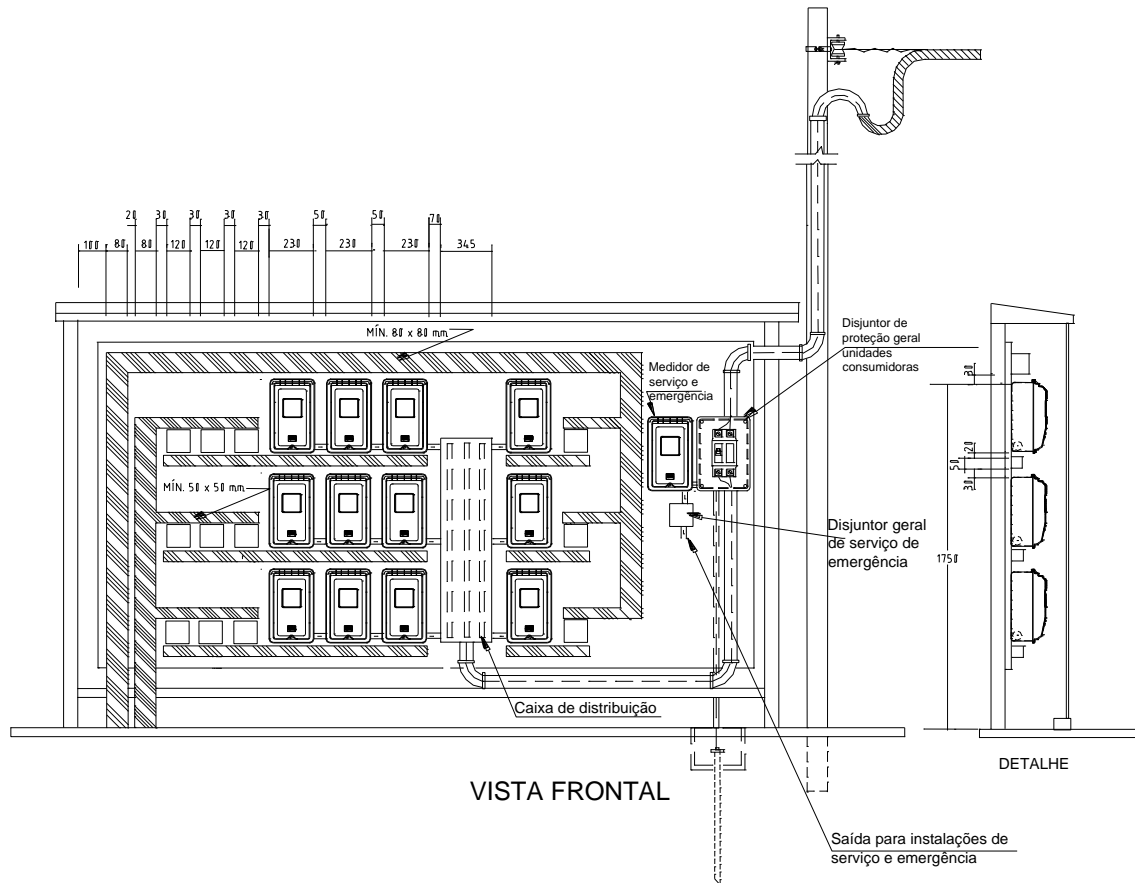 20 30 30 30 30 50 50 70
100 80 80 120 120 120 230 230 230 345
MÍN. 80 x 80 mm.
Medidor de
serviço e
emergência
Disjuntor de
proteção geral
unidades
consumidoras
MÍN. 50 x 50 mm.
Disjuntor geral
de serviço de
emergência
Caixa de distribuição
VISTA FRONTAL
Saída para instalações de
serviço e emergência
30
20
50
30
1750
DETALHE